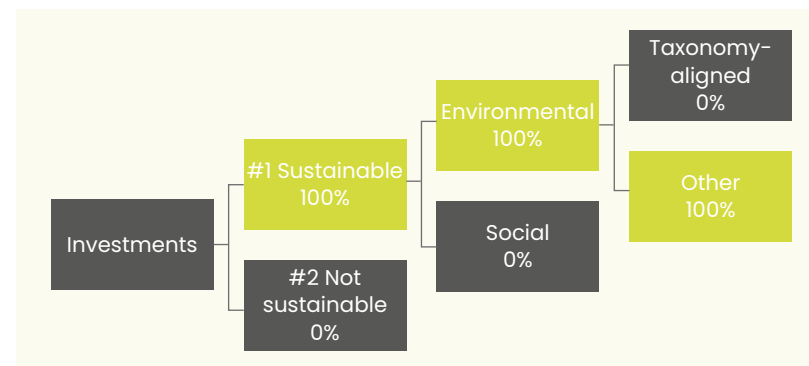 Investments
#1 Sustainable
100%
#2 Not
sustainable
0%
Environmental
100%
Social
0%
Taxonomy-
aligned
0%
Other
100%